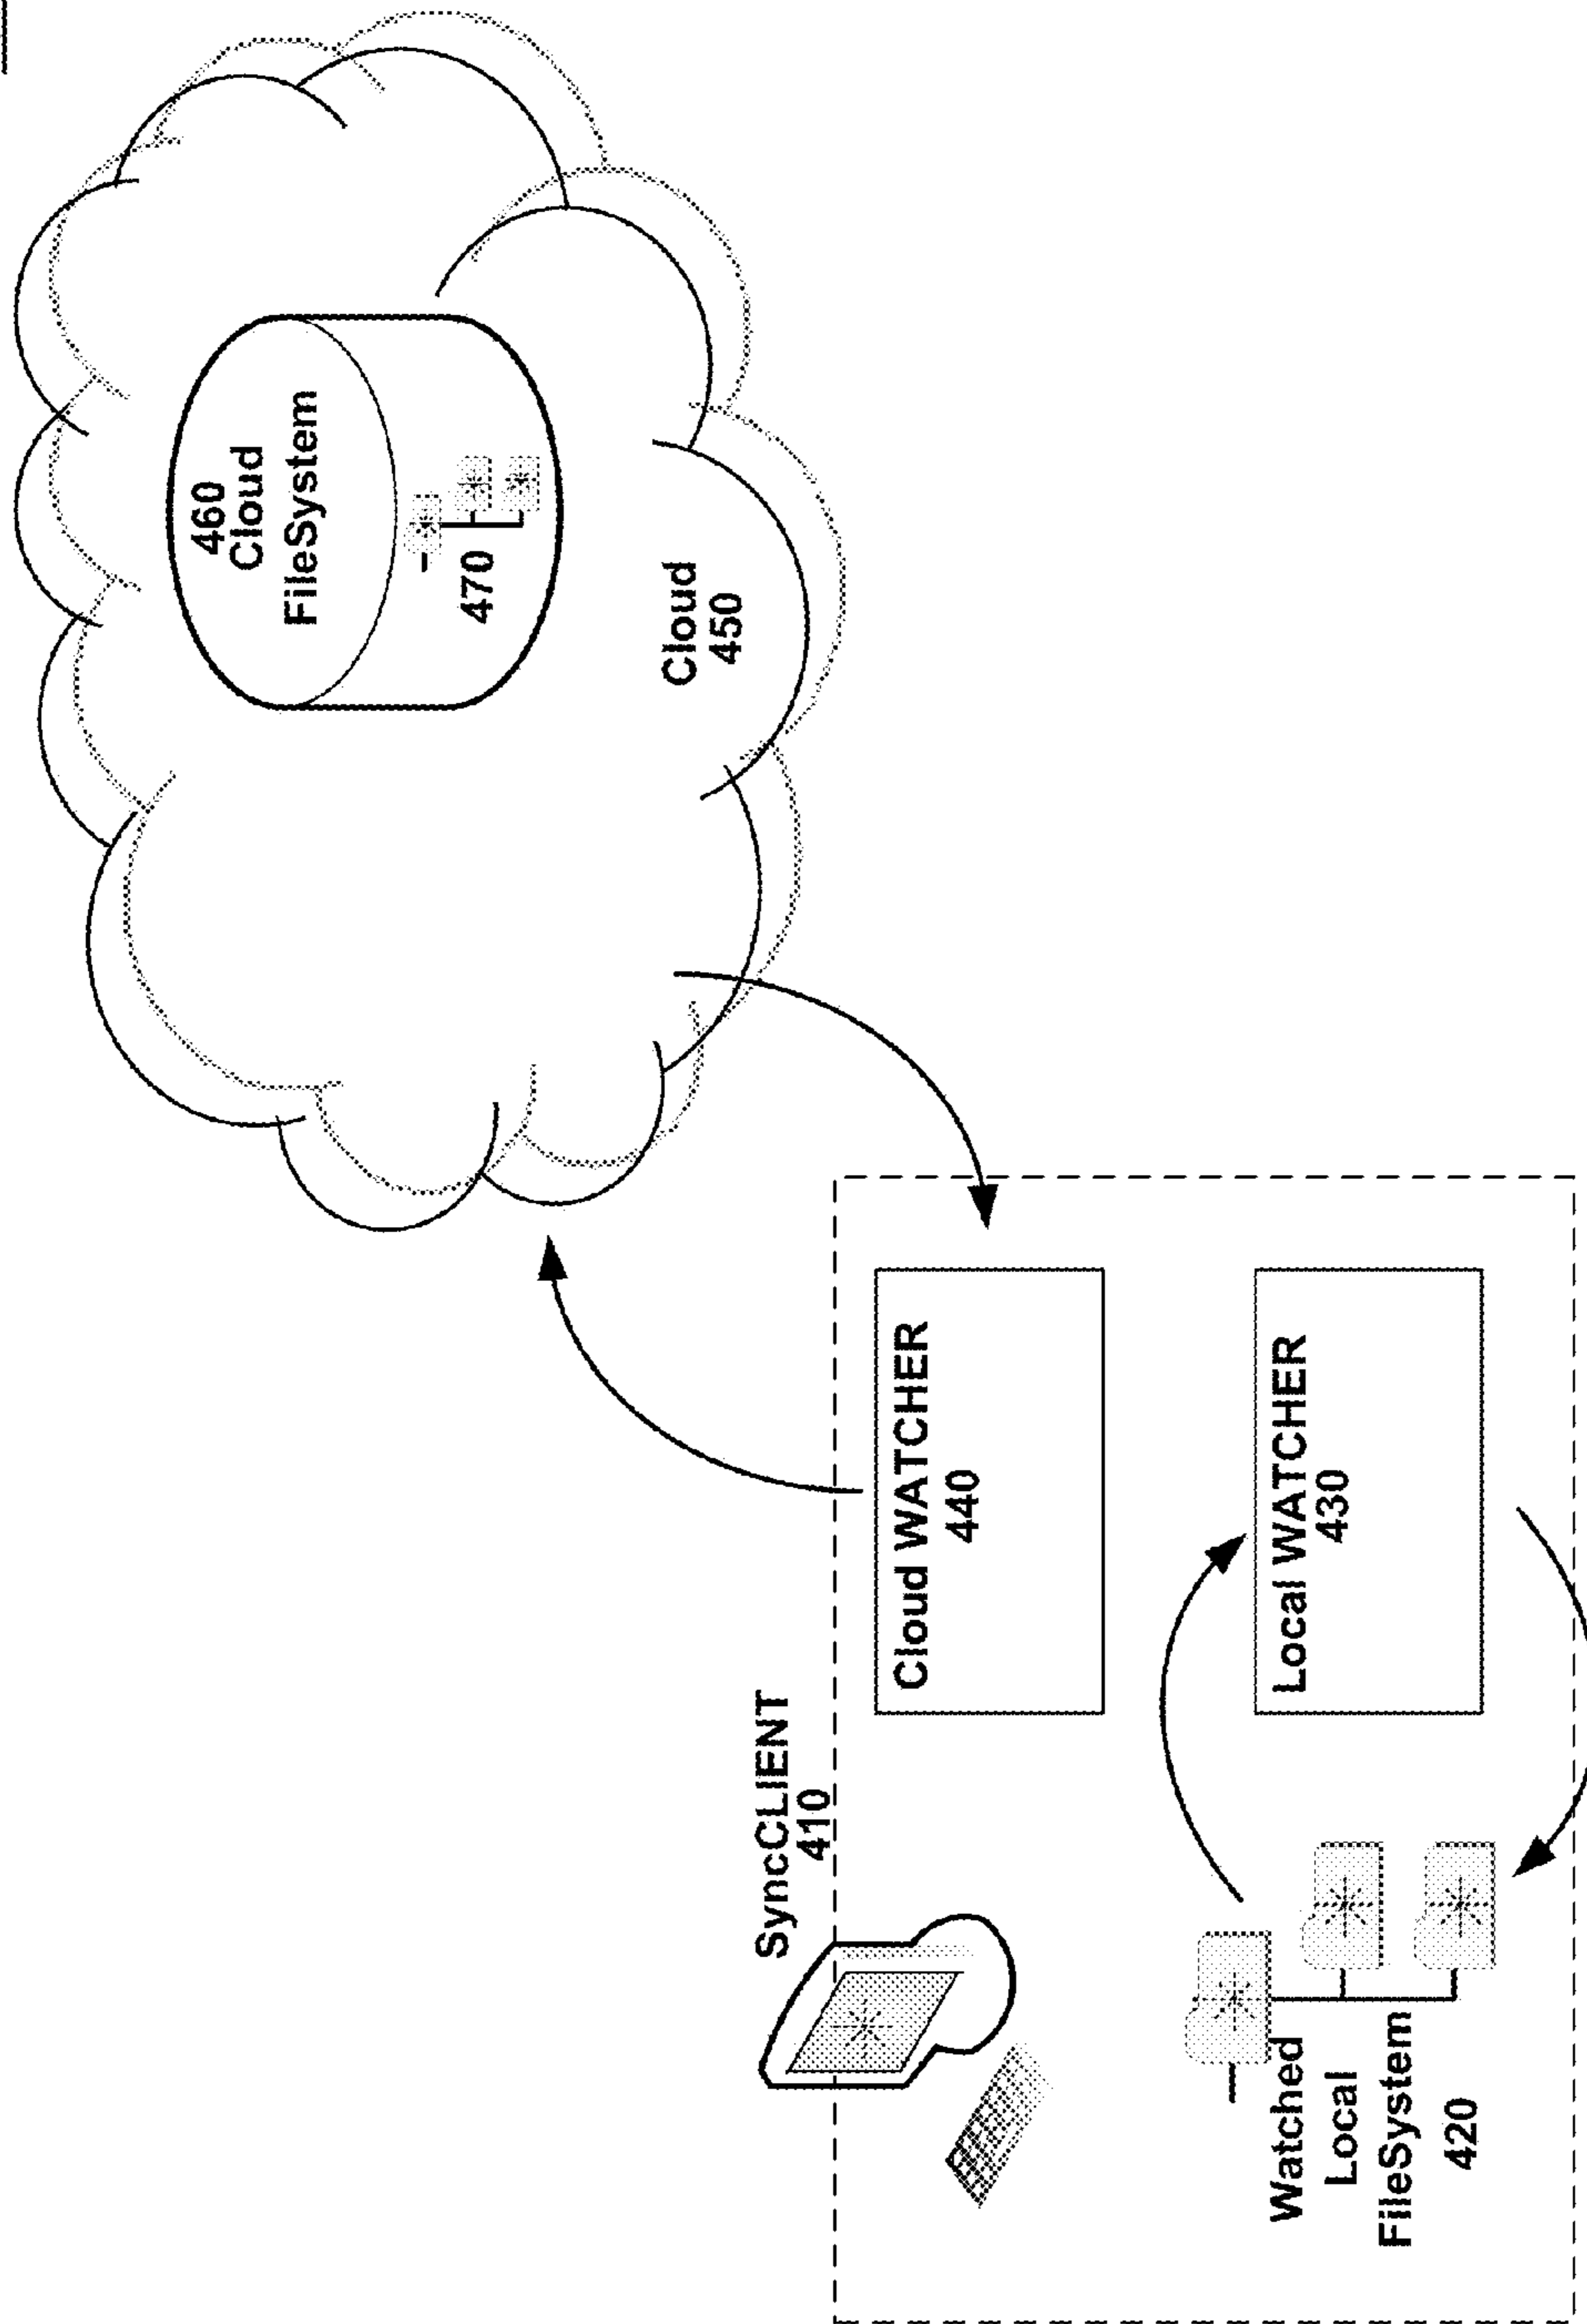 460
Cloud
FileSystem
470
Cloud
450
SyncCLIENT
410
Cloud WATCHER
440
Local WATCHER
430
Watched
Local
FileSystem
420